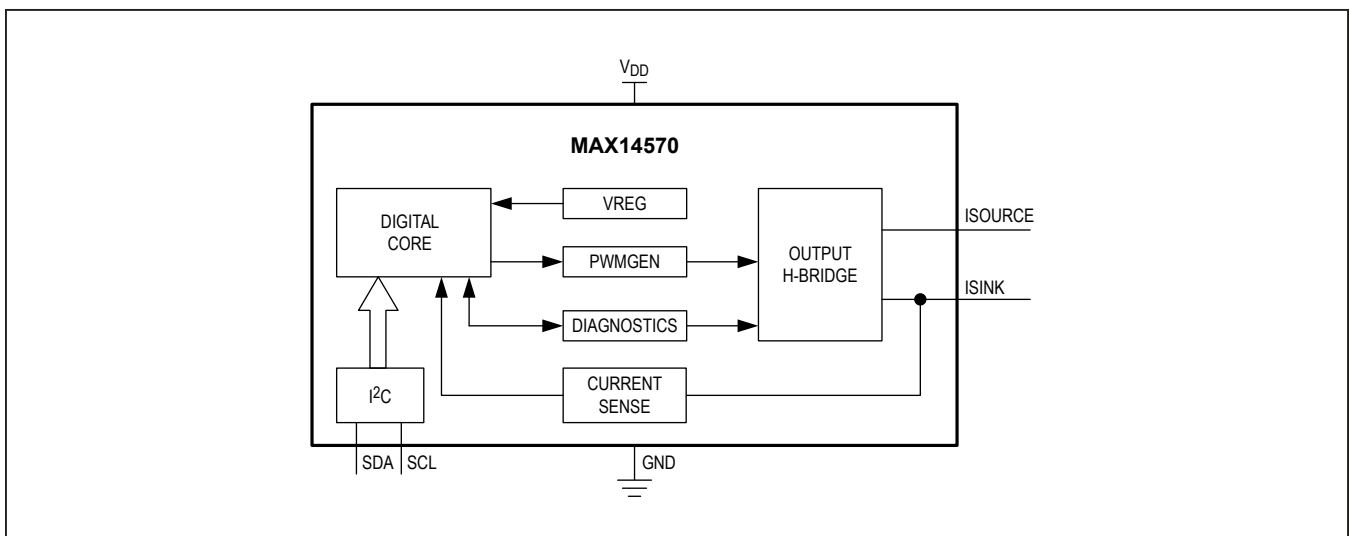 VDD
MAX14570
DIGITAL
CORE
VREG
PWMGEN
DIAGNOSTICS
CURRENT
SENSE
OUTPUT
H-BRIDGE
ISOURCE
ISINK
I²C
SDA SCL
GND